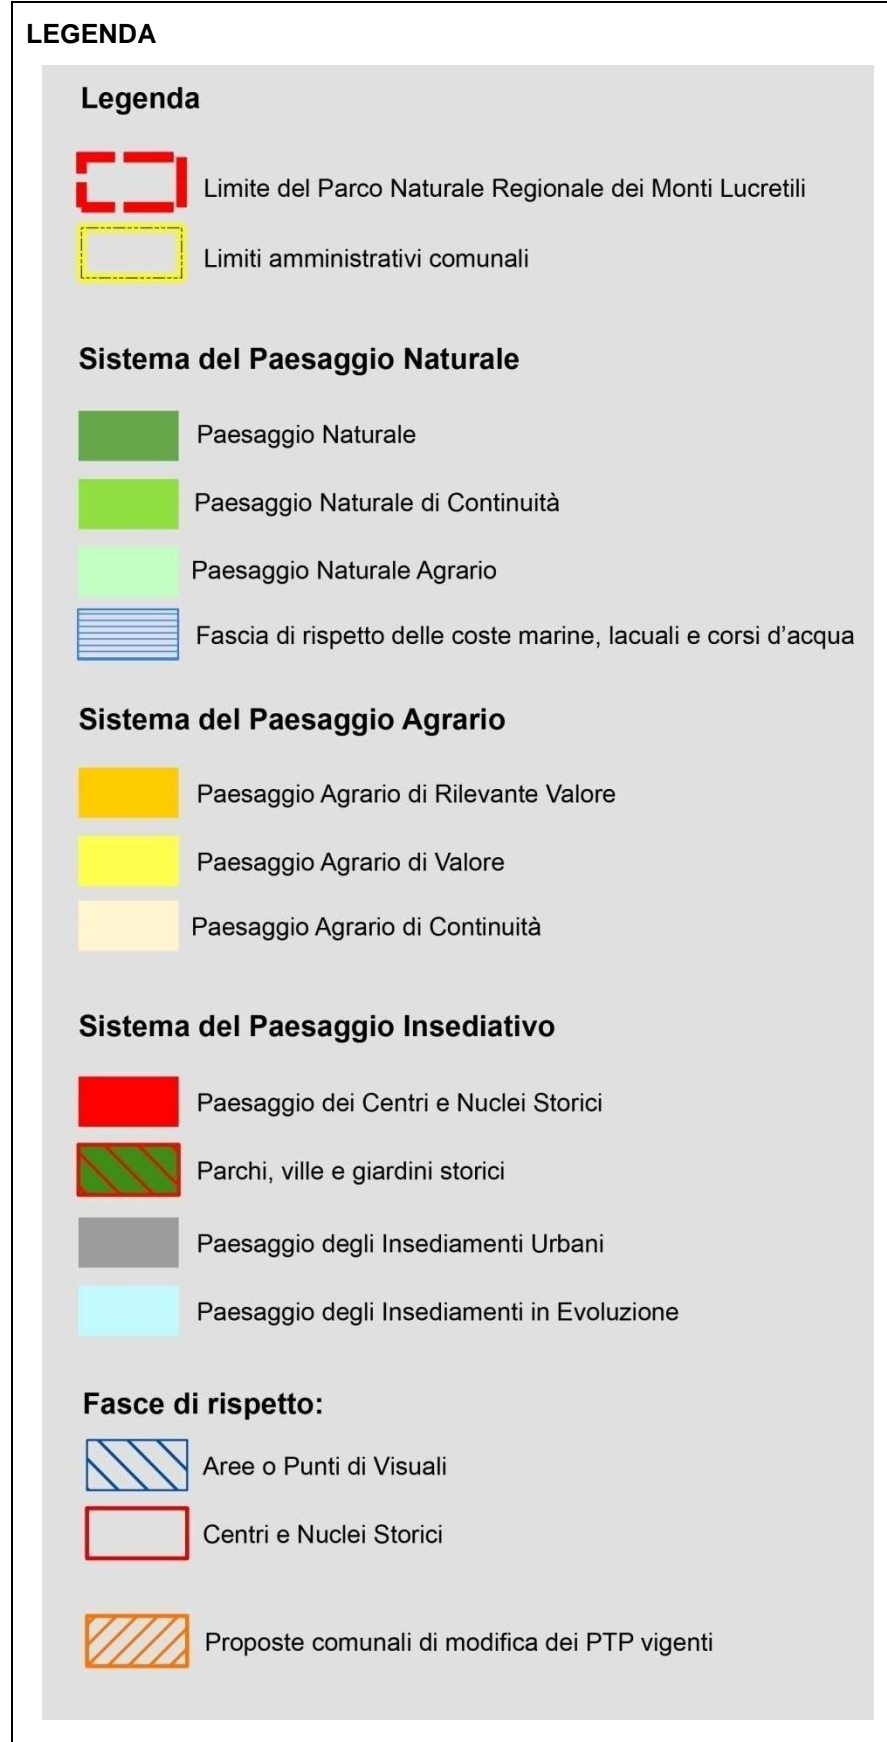 LEGENDA
Legenda
Limite del Parco Naturale Regionale dei Monti Lucretili
Limiti amministrativi comunali
Sistema del Paesaggio Naturale
Paesaggio Naturale
Paesaggio Naturale di Continuità
Paesaggio Naturale Agrario
Fascia di rispetto delle coste marine, lacuali e corsi d'acqua
Sistema del Paesaggio Agrario
Paesaggio Agrario di Rilevante Valore
Paesaggio Agrario di Valore
Paesaggio Agrario di Continuità
Sistema del Paesaggio Insediativo
Paesaggio dei Centri e Nuclei Storici
Parchi, ville e giardini storici
Paesaggio degli Insediamenti Urbani
Paesaggio degli Insediamenti in Evoluzione
Fasce di rispetto:
Aree o Punti di Visuali
Centri e Nuclei Storici
Proposte comunali di modifica dei PTP vigenti